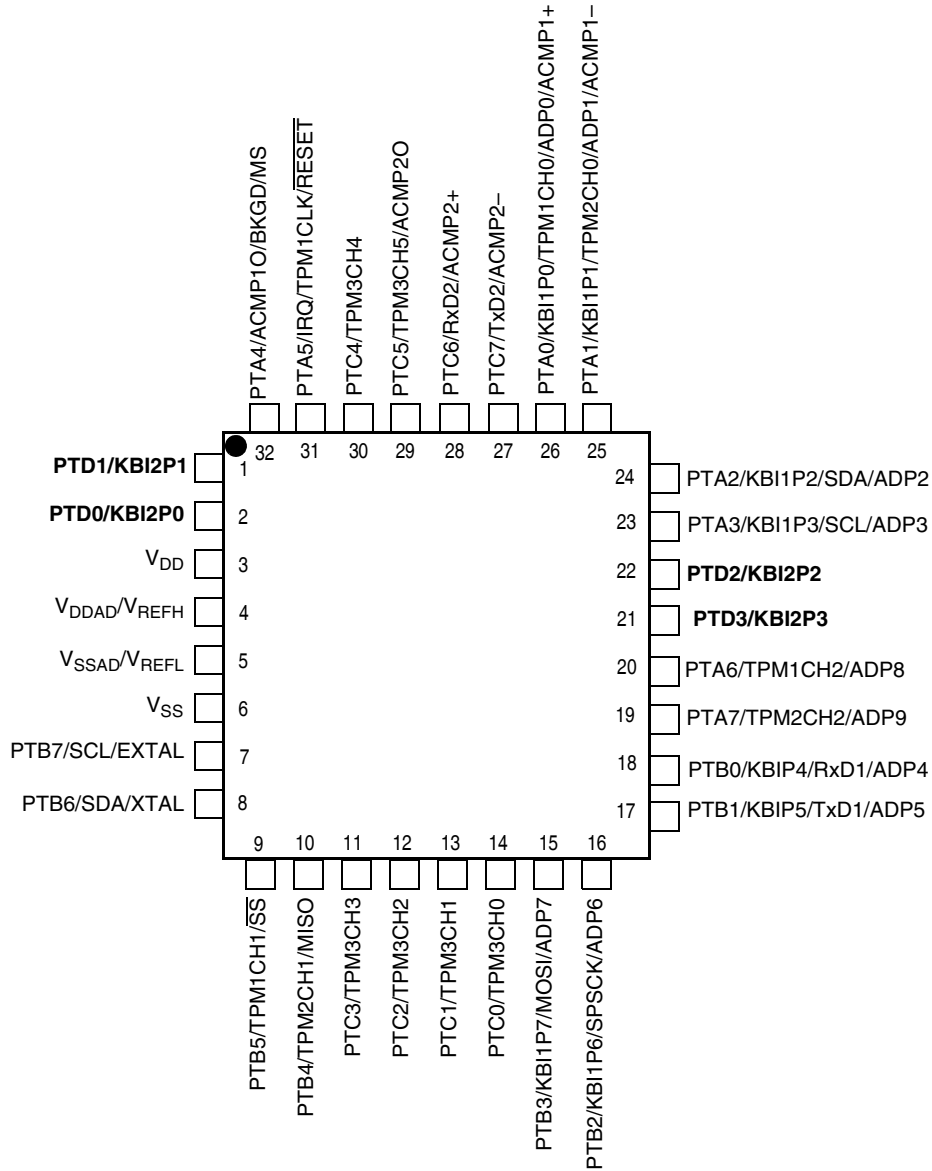 PTA4/ACMP1O/BKGD/MS
PTA5/IRQ/TPM1CLK/RESET
PTC4/TPM3CH4
PTC5/TPM3CH5/ACMP2O
PTC6/RxD2/ACMP2+
PTC7/TxD2/ACMP2–
PTA0/KBI1P0/TPM1CH0/ADP0/ACMP1+
PTA1/KBI1P1/TPM2CH0/ADP1/ACMP1–
32
31
30
29
28
27
26
25
PTD1/KBI2P1
1
PTD0/KBI2P0
2
VDD
3
VDDAD/VREFH
4
VSSAD/VREFL
5
VSS
6
PTB7/SCL/EXTAL
7
PTB6/SDA/XTAL
8
24
PTA2/KBI1P2/SDA/ADP2
23
PTA3/KBI1P3/SCL/ADP3
22
PTD2/KBI2P2
21
PTD3/KBI2P3
20
PTA6/TPM1CH2/ADP8
19
PTA7/TPM2CH2/ADP9
18
PTB0/KBIP4/RxD1/ADP4
17
PTB1/KBIP5/TxD1/ADP5
9
10
11
12
13
14
15
16
PTB5/TPM1CH1/SS
PTB4/TPM2CH1/MISO
PTC3/TPM3CH3
PTC2/TPM3CH2
PTC1/TPM3CH1
PTC0/TPM3CH0
PTB3/KBI1P7/MOSI/ADP7
PTB2/KBI1P6/SPSCK/ADP6